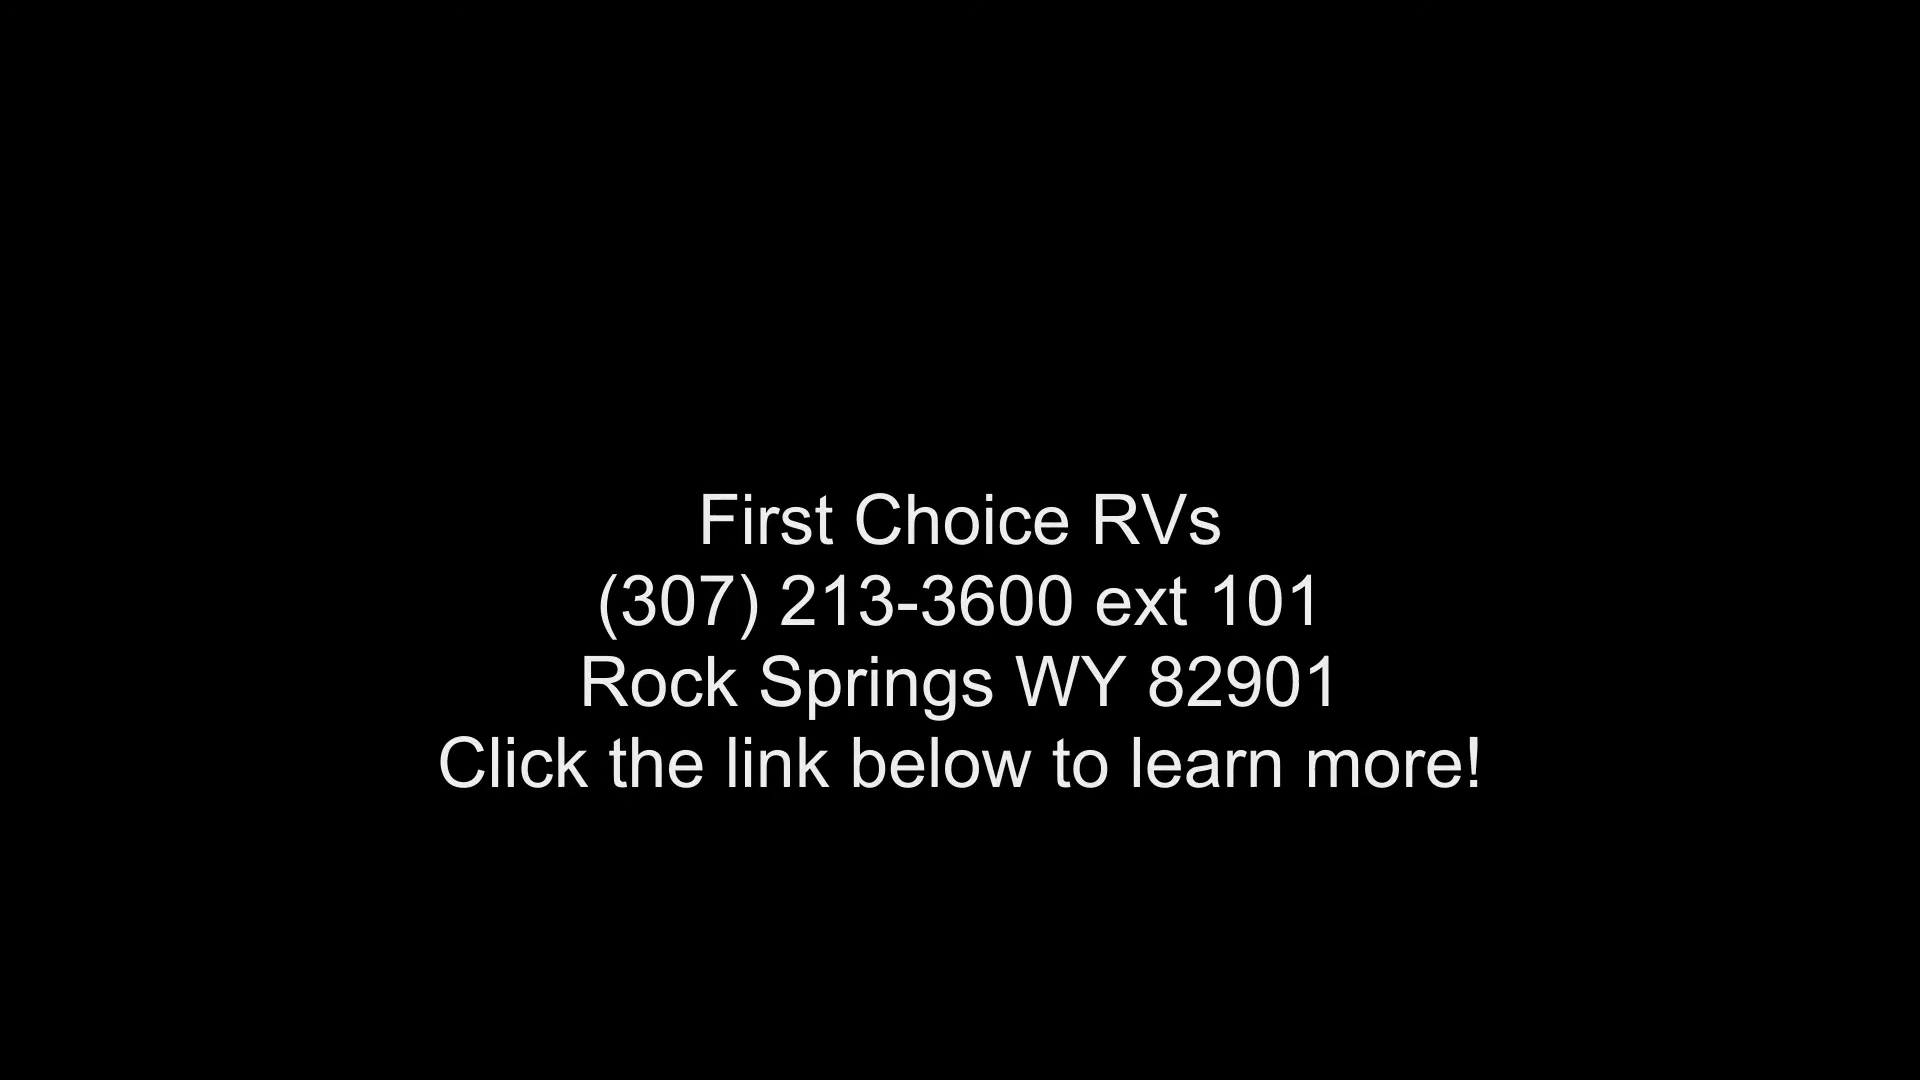 First Choice RVs
(307) 213-3600 ext 101
Rock Springs WY 82901
Click the link below to learn more!